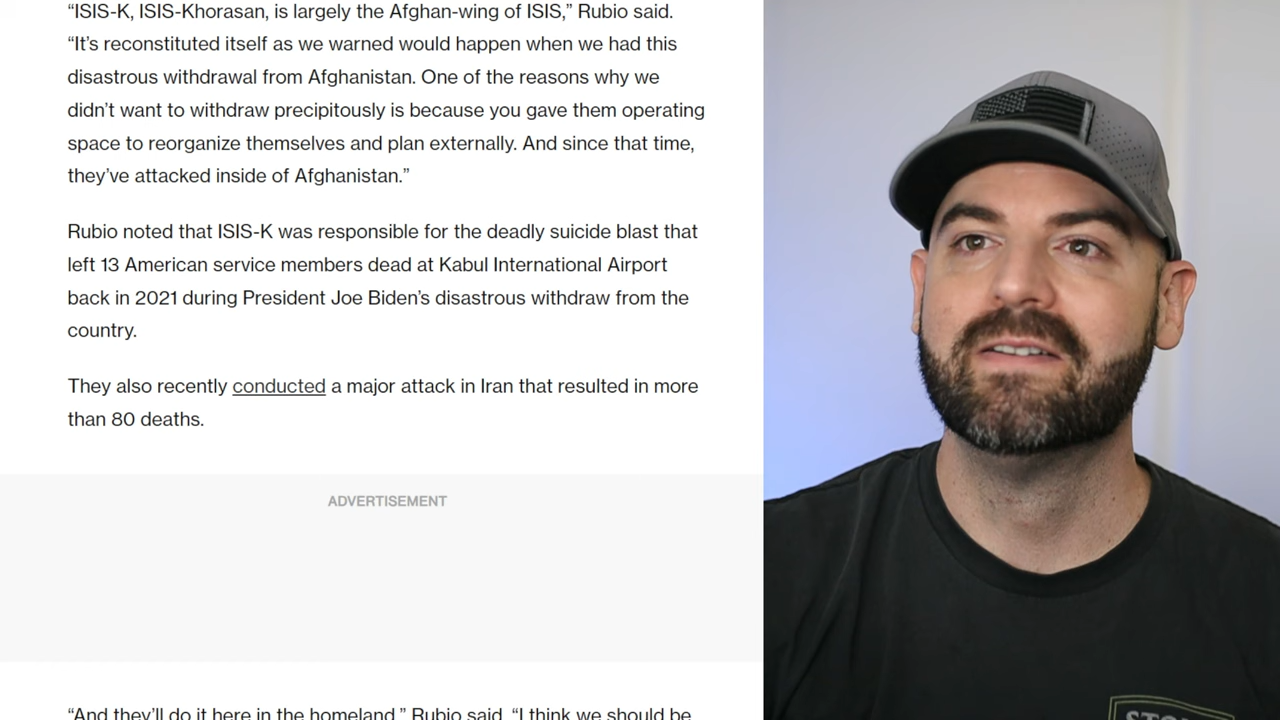 “ISIS-K, ISIS-Khorasan, is largely the Afghan-wing of ISIS,” Rubio said.
“It’s reconstituted itself as we warned would happen when we had this
disastrous withdrawal from Afghanistan. One of the reasons why we
didn’t want to withdraw precipitously is because you gave them operating
space to reorganize themselves and plan externally. And since that time,
they’ve attacked inside of Afghanistan.”
Rubio noted that ISIS-K was responsible for the deadly suicide blast that
left 13 American service members dead at Kabul International Airport
back in 2021 during President Joe Biden’s disastrous withdraw from the
country.
They also recently conducted a major attack in Iran that resulted in more
than 80 deaths.
ADVERTISEMENT
“And they’ll do it here in the homeland,” Rubio said. “I think we should be